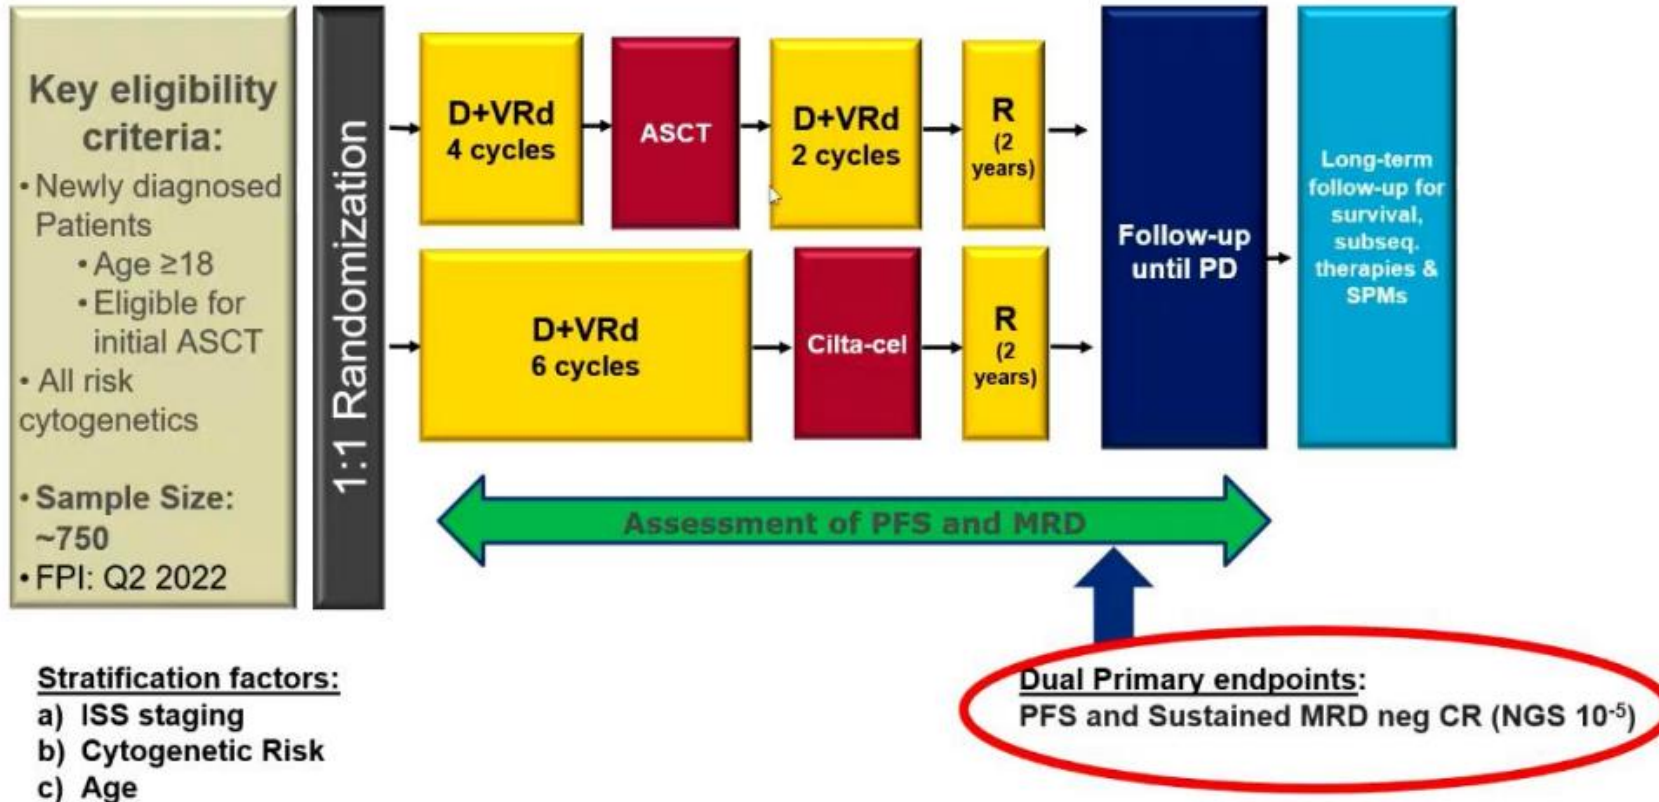 Key eligibility
criteria:
• Newly diagnosed
Patients
• Age ≥18
• Eligible for
initial ASCT
• All risk
cytogenetics
• Sample Size:
~750
• FPI: Q2 2022
1:1 Randomization
D+VRd
4 cycles
ASCT
D+VRd
2 cycles
R
(2
years)
D+VRd
6 cycles
Cilta-cel
R
(2
years)
Follow-up
until PD
Long-term
follow-up for
survival,
subseq.
therapies &
SPMs
Assessment of PFS and MRD
Stratification factors:
a) ISS staging
b) Cytogenetic Risk
c) Age
Dual Primary endpoints:
PFS and Sustained MRD neg CR (NGS 10⁻⁵)